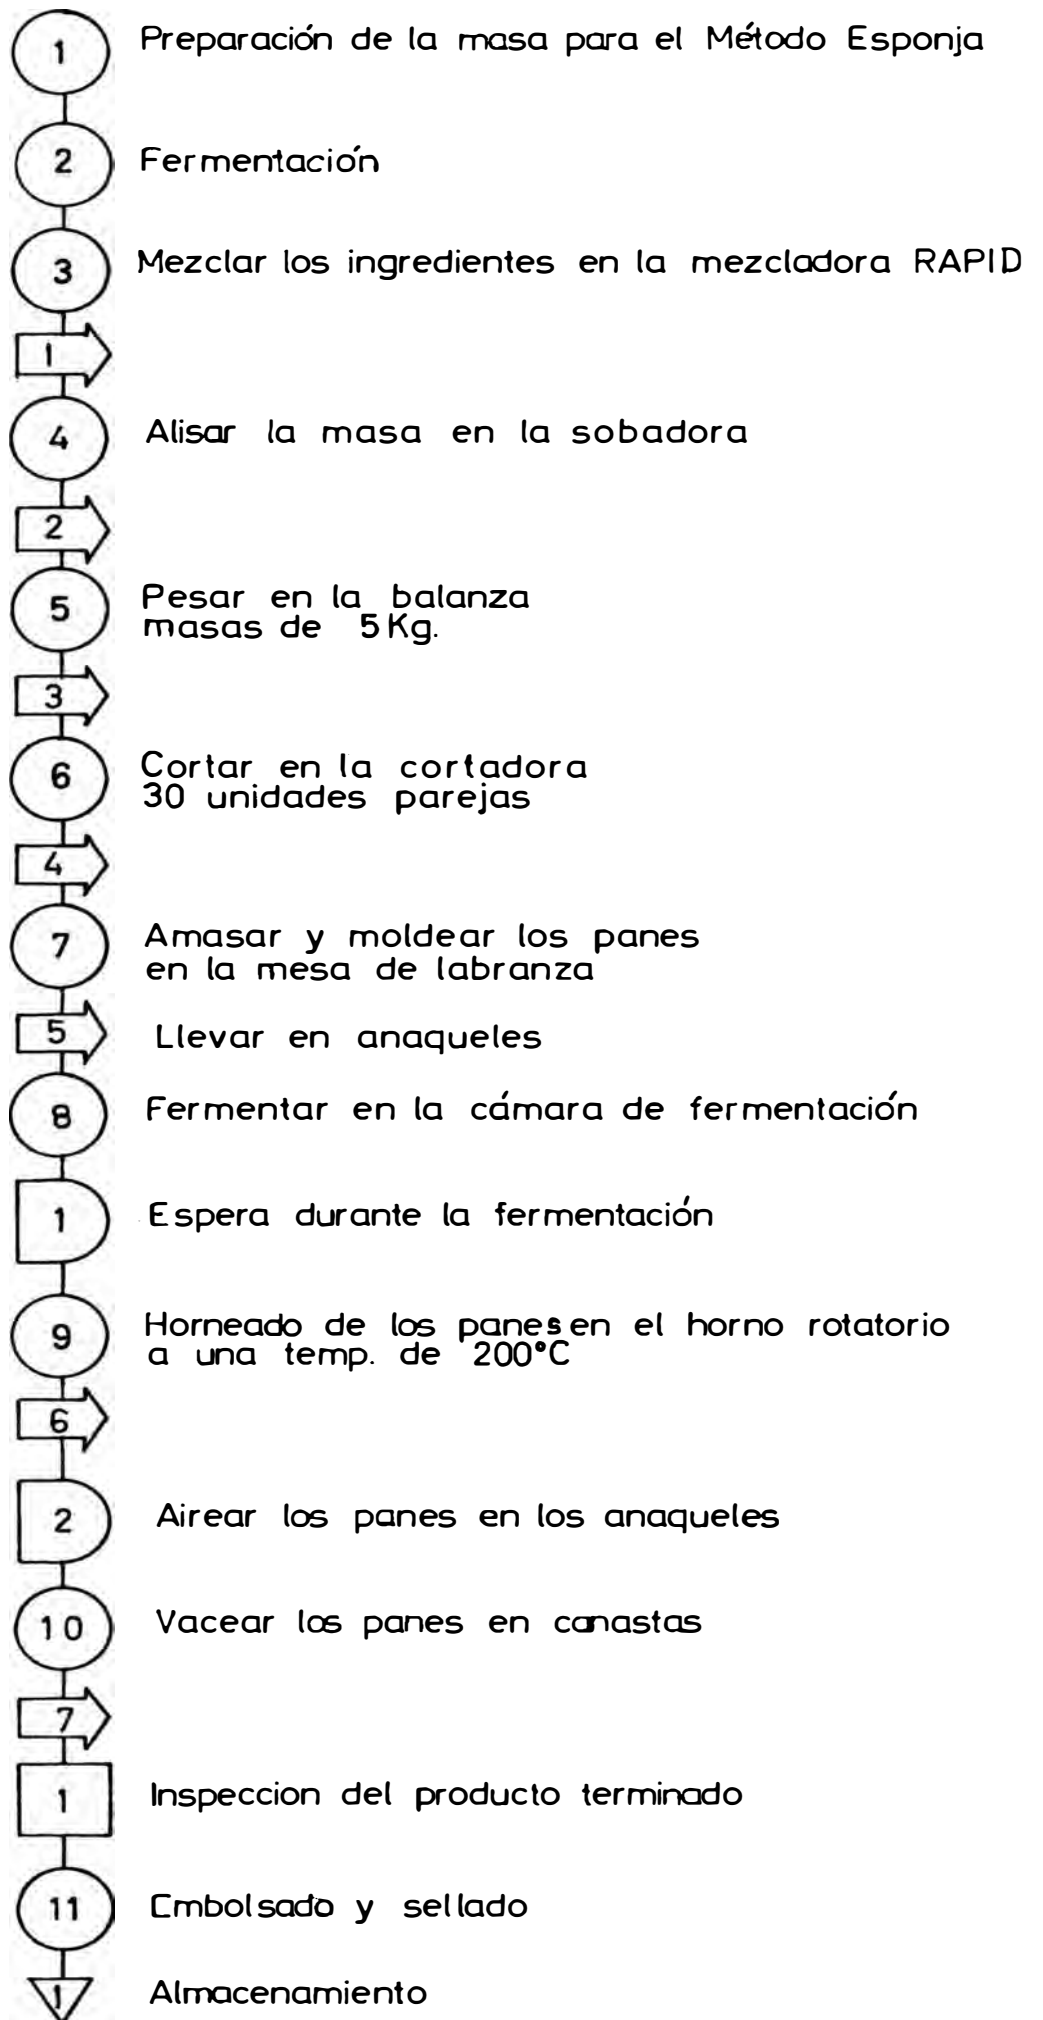 1 Preparación de la masa para el Método Esponja
2 Fermentación
3 Mezclar los ingredientes en la mezcladora RAPID
1
4 Alisar la masa en la sobadora
2
5 Pesar en la balanza
masas de 5 Kg.
3
6 Cortar en la cortadora
30 unidades parejas
4
7 Amasar y moldear los panes
en la mesa de labranza
5 Llevar en anaqueles
8 Fermentar en la cámara de fermentación
1 Espera durante la fermentación
9 Horneado de los panes en el horno rotatorio
a una temp. de 200°C
6
2 Airear los panes en los anaqueles
10 Vacear los panes en canastas
7
1 Inspeccion del producto terminado
11 Embolsado y sellado
1 Almacenamiento